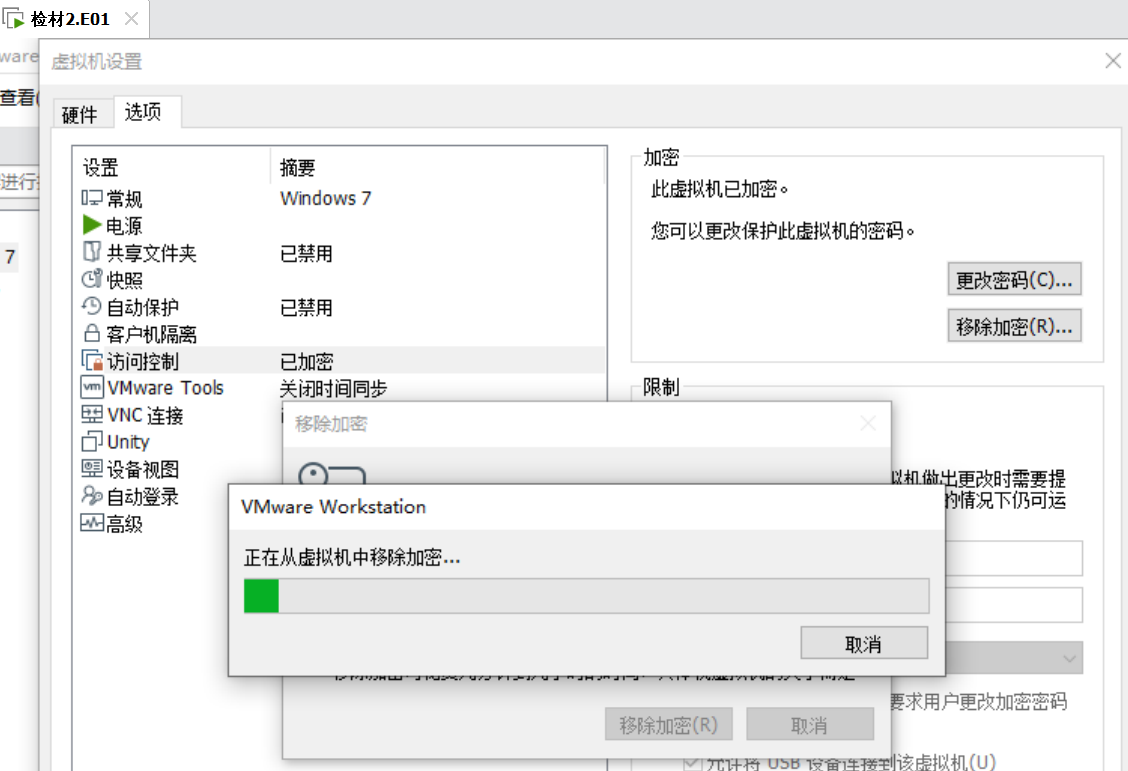 检材2.E01
ware
虚拟机设置
查看(
硬件
选项
进行
7
设置
摘要
常规
Windows 7
电源
共享文件夹
已禁用
快照
自动保护
已禁用
客户机隔离
访问控制
已加密
VMware Tools
关闭时间同步
VNC 连接
Unity
设备视图
自动登录
高级
加密
此虚拟机已加密。
您可以更改保护此虚拟机的密码。
更改密码(C)...
移除加密(R)...
限制
拟机做出更改时需要提
的情况下仍可运
要求用户更改加密密码
允许将 USB 设备连接到该虚拟机(U)
移除加密
移除加密(R)
取消
VMware Workstation
正在从虚拟机中移除加密...
取消